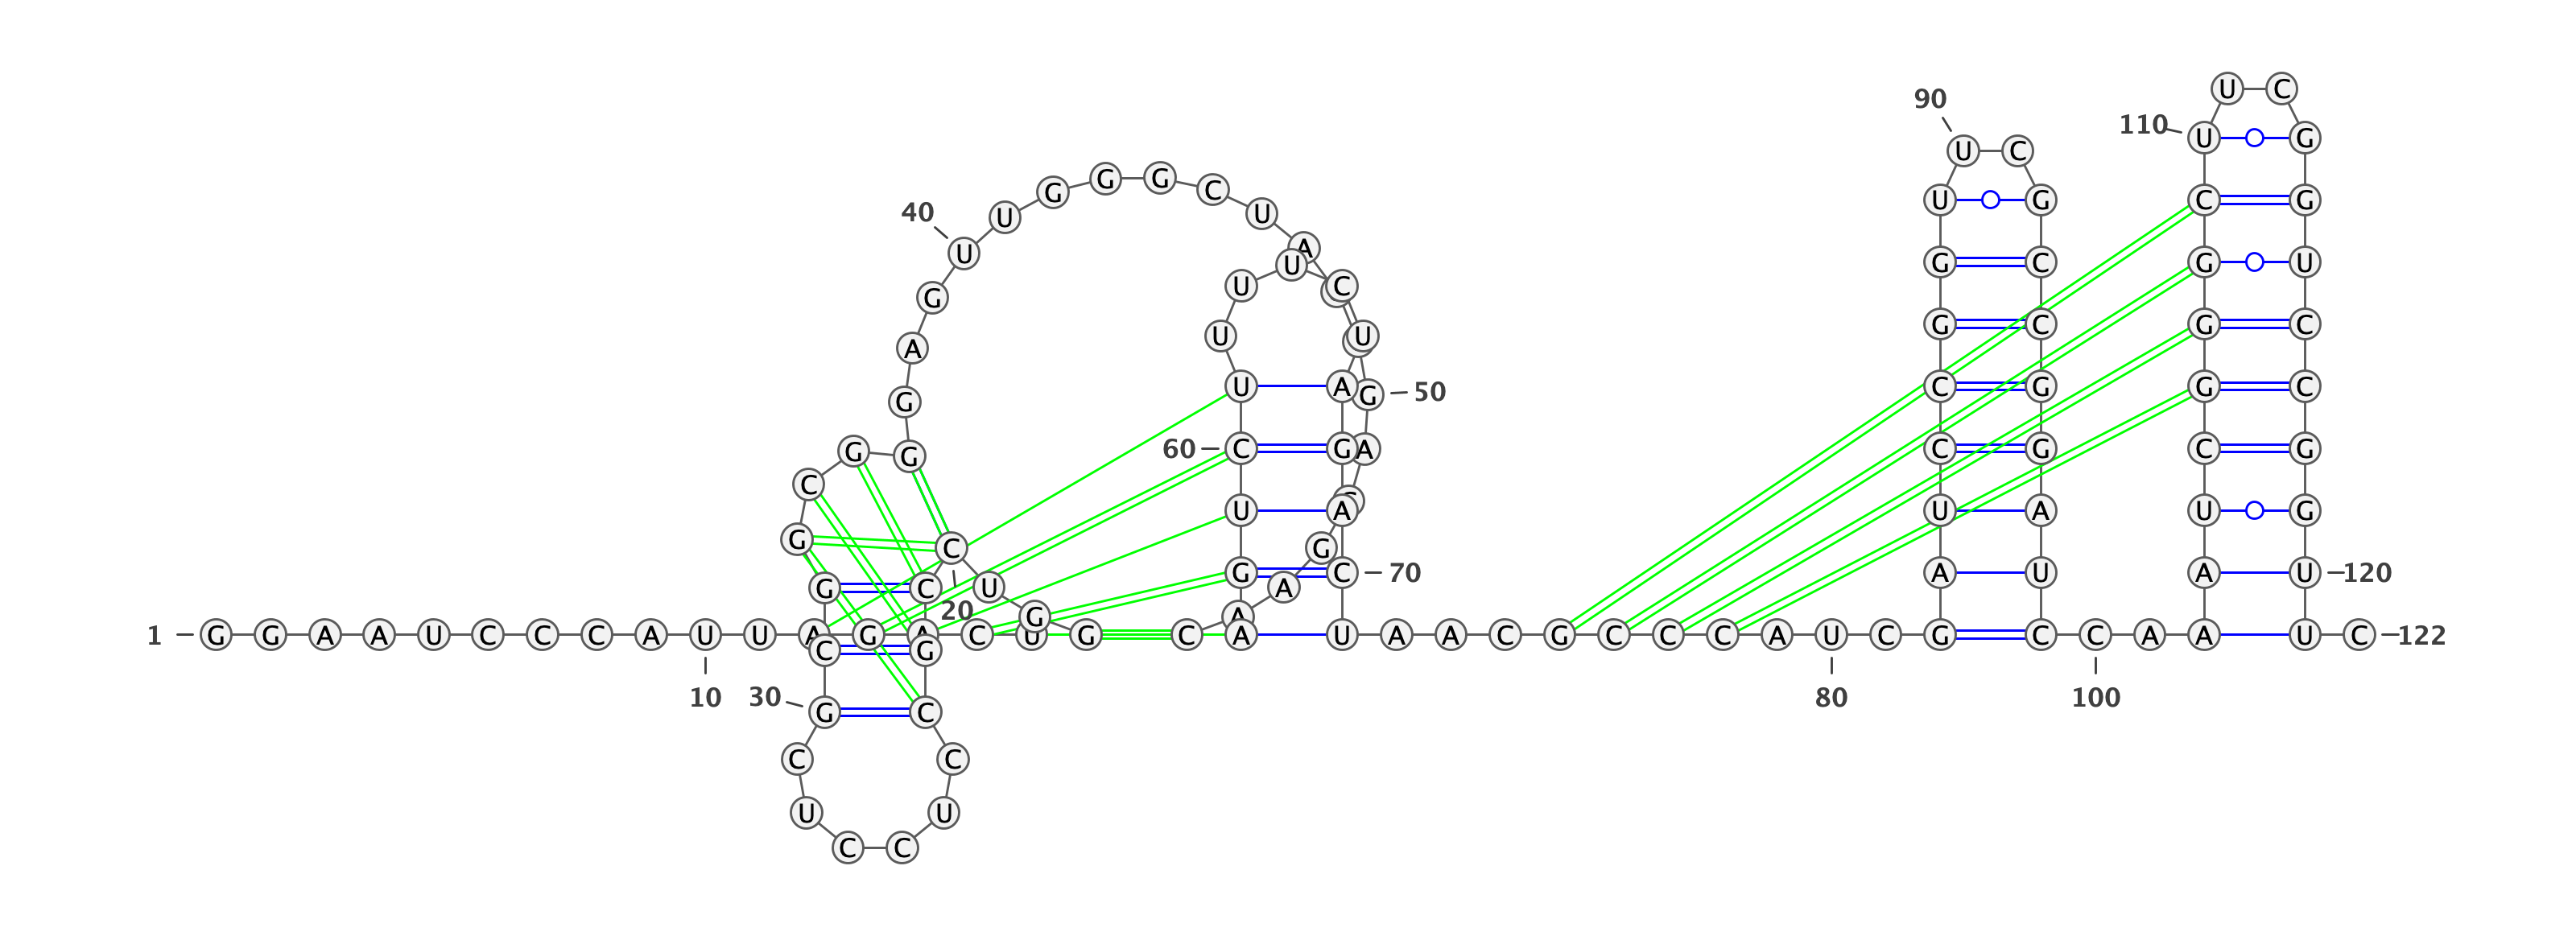 1
G G A A U C C C A U
10
U A G A C U G
G U C
20
C G C C U C C U C G
30
C G G C G G G A G U
40
U G G G C U A
G
50
A
G A A C A G U C
60
U U U U C U A G A C
70
U A A C G C C C A U
80
C G A U C C G G U U
90
C G C C G G A U C C
100
A A A U C G G G C U
110
U C G G U C C G G U
120
U C
122